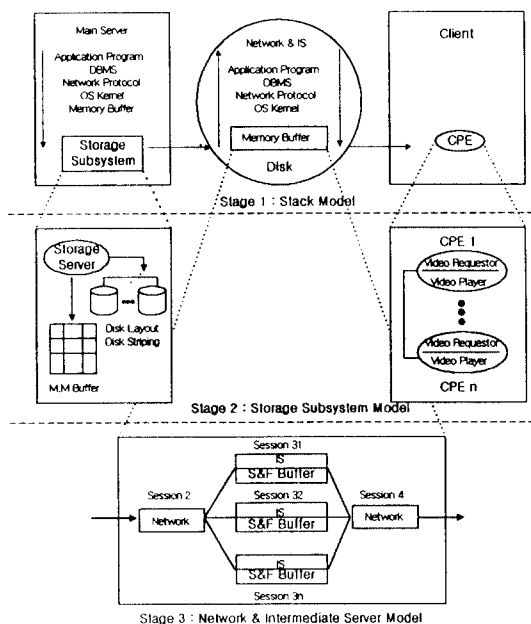 Main Server
Application Program
DBMS
Network Protocol
OS Kernel
Memory Buffer
Storage
Subsystem
Network & IS
Application Program
DBMS
Network Protocol
OS Kernel
Memory Buffer
Disk
Client
CPE
Stage 1 : Stack Model
Storage
Server
Disk Layout
Disk Striping
M.M Buffer
CPE 1
Video Requestor
Video Player
Video Requestor
Video Player
CPE n
Stage 2 : Storage Subsystem Model
Session 2
Network
Session 31
IS
S&F Buffer
Session 32
IS
S&F Buffer
IS
S&F Buffer
Session 3n
Session 4
Network
Stage 3 : Network & Intermediate Server Model